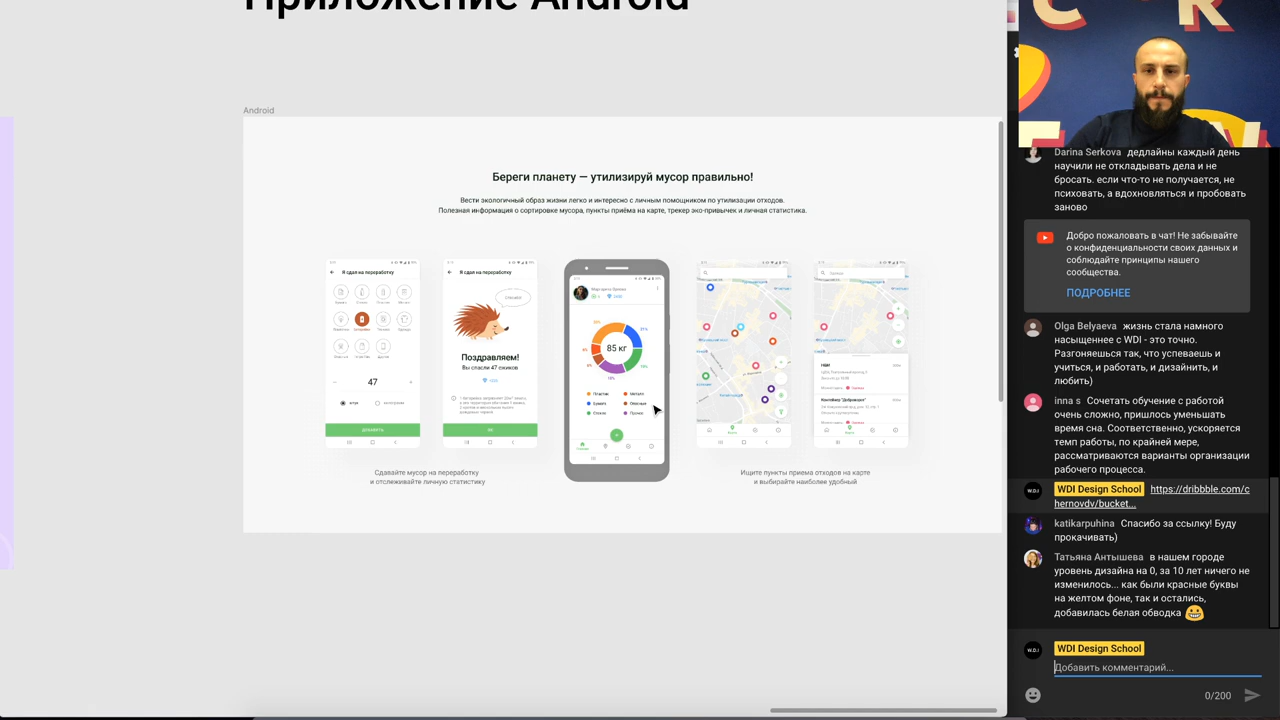 Приложение Android
Android
Береги планету — утилизируй мусор правильно!
Вести экологичный образ жизни легко и интересно с личным помощником по утилизации отходов.
Полезная информация о сортировке мусора, пункты приёма на карте, трекер эко-привычек и личная статистика.
Я сдал на переработку
47
штук
ДОБАВИТЬ
Я сдал на переработку
Поздравляем!
Вы спасли 47 ежиков
ОК
85 кг
Пластик
Металл
Бумага
Опасные
Стекло
Прочее
Сдавайте мусор на переработку
и отслеживайте личную статистику
Ищите пункты приема отходов на карте
и выбирайте наиболее удобный
Darina Serkova дедлайны каждый день
научили не откладывать дела и не
бросать. если что-то не получается, не
психовать, а вдохновляться и пробовать
заново
Добро пожаловать в чат! Не забывайте
о конфиденциальности своих данных и
соблюдайте принципы нашего
сообщества.
ПОДРОБНЕЕ
Olga Belyaeva жизнь стала намного
насыщеннее с WDI - это точно.
Разгоняешься так, что успеваешь и
учиться, и работать, и дизайнить, и
любить)
inna s Сочетать обучение с работой
очень сложно, пришлось уменьшать
время сна. Соответственно, ускоряется
темп работы, по крайней мере,
рассматриваются варианты организации
рабочего процесса.
W.D.I WDI Design School https://dribbble.com/c
hernovdv/bucket...
katikarpuhina Спасибо за ссылку! Буду
прокачивать)
Татьяна Антышева в нашем городе
уровень дизайна на 0, за 10 лет ничего не
изменилось... как были красные буквы
на желтом фоне, так и остались,
добавилась белая обводка
W.D.I WDI Design School
Добавить комментарий...
0/200